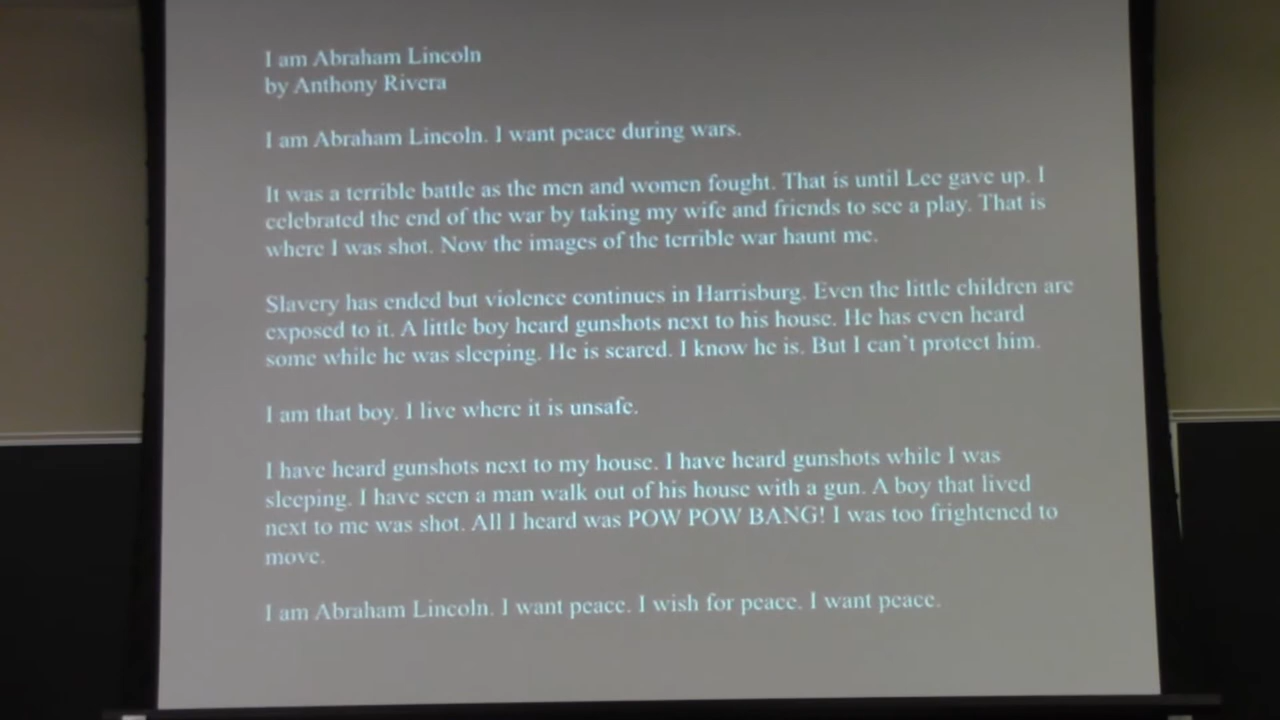 I am Abraham Lincoln
by Anthony Rivera
I am Abraham Lincoln. I want peace during wars.
It was a terrible battle as the men and women fought. That is until Lee gave up. I
celebrated the end of the war by taking my wife and friends to see a play. That is
where I was shot. Now the images of the terrible war haunt me.
Slavery has ended but violence continues in Harrisburg. Even the little children are
exposed to it. A little boy heard gunshots next to his house. He has even heard
some while he was sleeping. He is scared. I know he is. But I can't protect him.
I am that boy. I live where it is unsafe.
I have heard gunshots next to my house. I have heard gunshots while I was
sleeping. I have seen a man walk out of his house with a gun. A boy that lived
next to me was shot. All I heard was POW POW BANG! I was too frightened to
move.
I am Abraham Lincoln. I want peace. I wish for peace. I want peace.